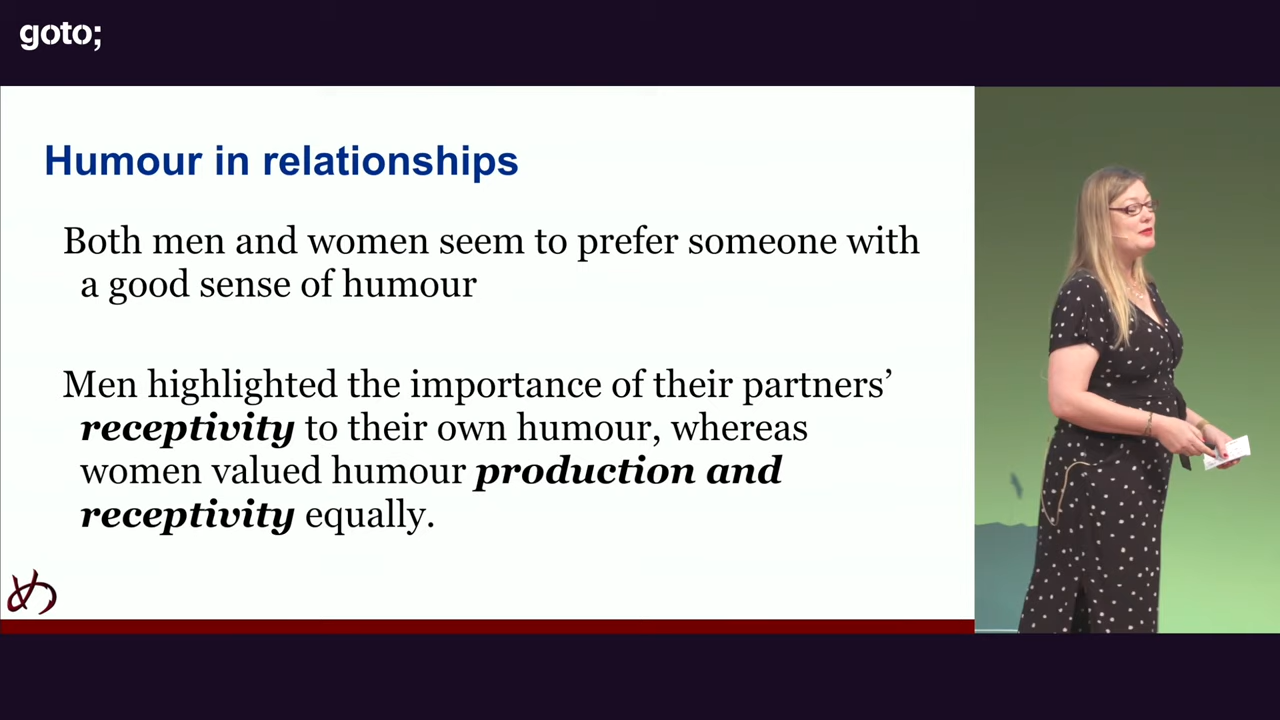 goto;
Humour in relationships
Both men and women seem to prefer someone with
a good sense of humour
Men highlighted the importance of their partners’
receptivity to their own humour, whereas
women valued humour production and
receptivity equally.
め